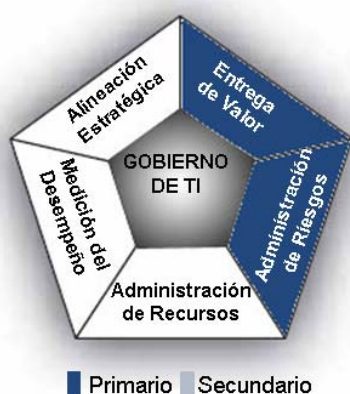 Alineación
Estratégica
Entrega
de Valor
GOBIERNO
DE TI
Medición del
Desempeño
Administración
de Riesgos
Administración
de Recursos
Primario Secundario